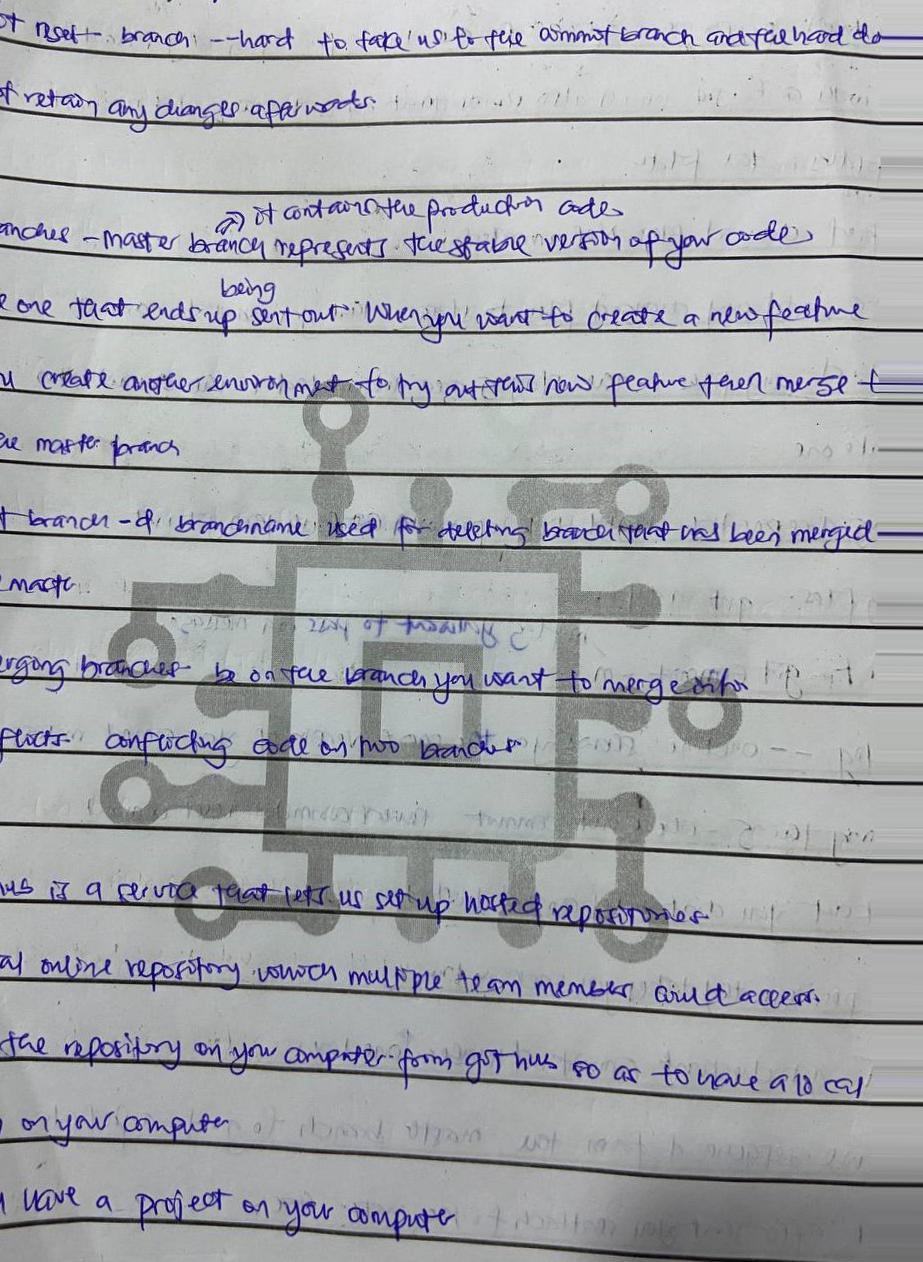 reset branch --hard to take us to the commit branch and the hard do
retain any changes afterwards.
it contains the production code
anches - master branch represents the stable version of your code,
being
one that ends up sent out. When you want to create a new feature
u create another environment to try out this new feature then merge t
master branch
branch -d branchname used for deleting branch that has been merged
master
erging branches be on the branch you want to merge onto
flicts conflicting code on two branches
hub is a service that lets us set up hosted repositories
al online repository which multiple team members could access.
the repository on your computer from github so as to have a local
on your computer
have a project on your computer